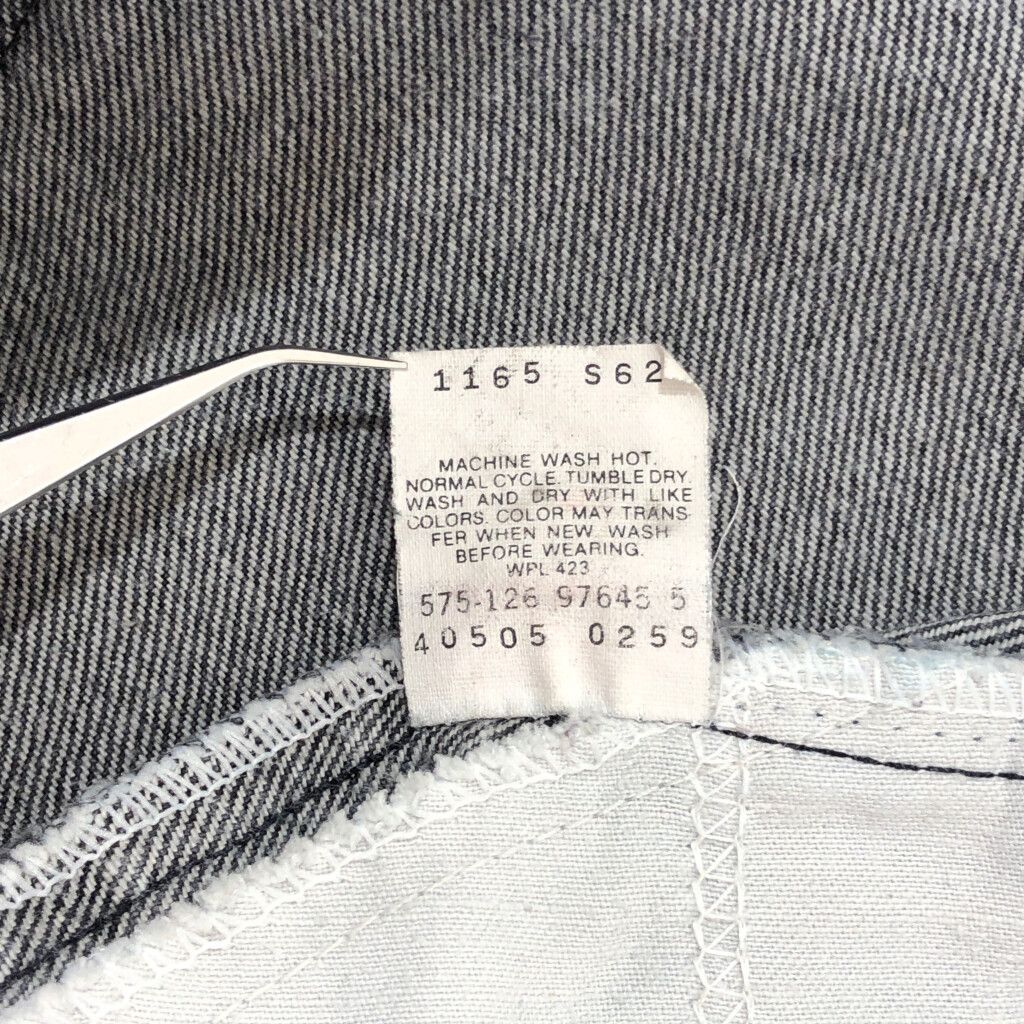 1165 S62
MACHINE WASH HOT.
NORMAL CYCLE. TUMBLE DRY.
WASH AND DRY WITH LIKE
COLORS. COLOR MAY TRANS-
FER WHEN NEW. WASH
BEFORE WEARING.
WPL 423
575-126 97645 5
40505 0259